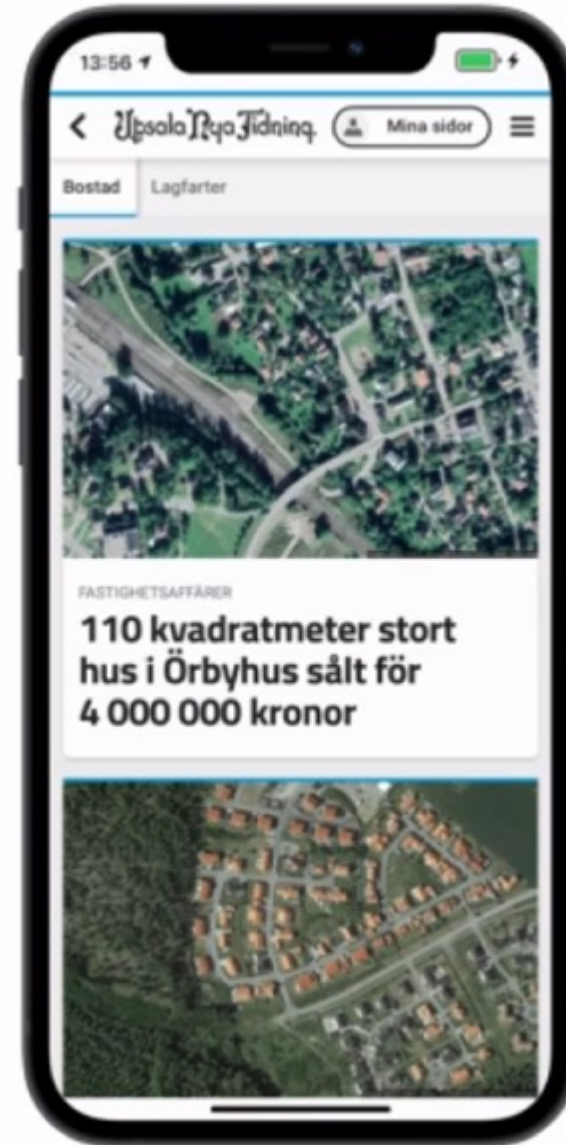 13:56
Upsala Nya Tidning. Mina sidor
Bostad Lagfarter
FASTIGHETSAFFÄRER
110 kvadratmeter stort
hus i Örbyhus sålt för
4 000 000 kronor